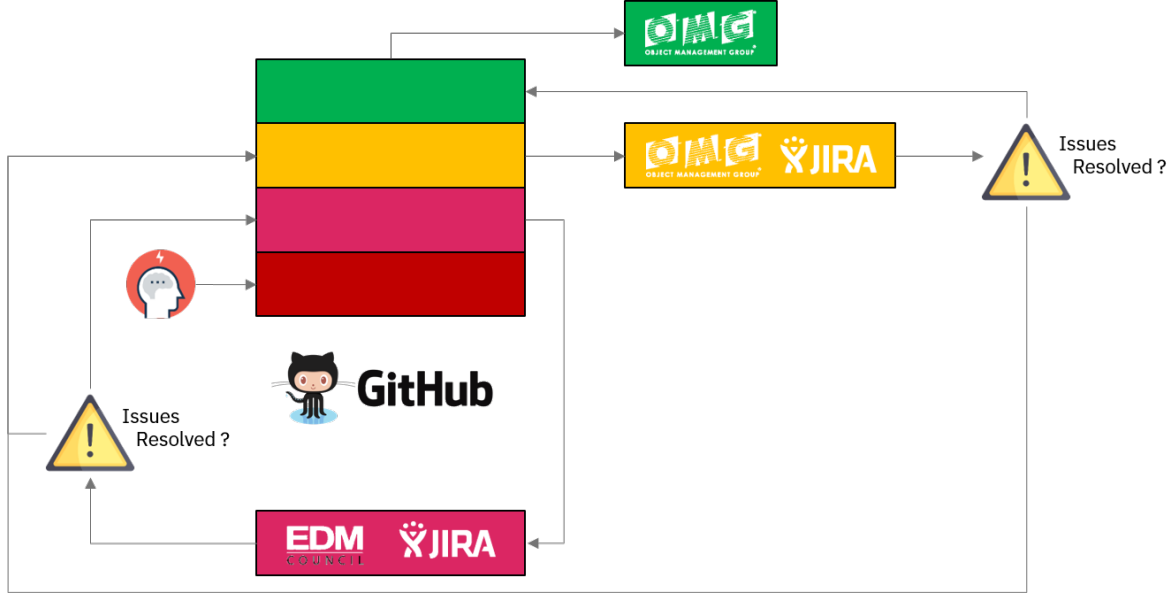 OMG
OBJECT MANAGEMENT GROUP
OMG
OBJECT MANAGEMENT GROUP
JIRA
Issues
Resolved ?
GitHub
Issues
Resolved ?
EDM
COUNCIL
JIRA